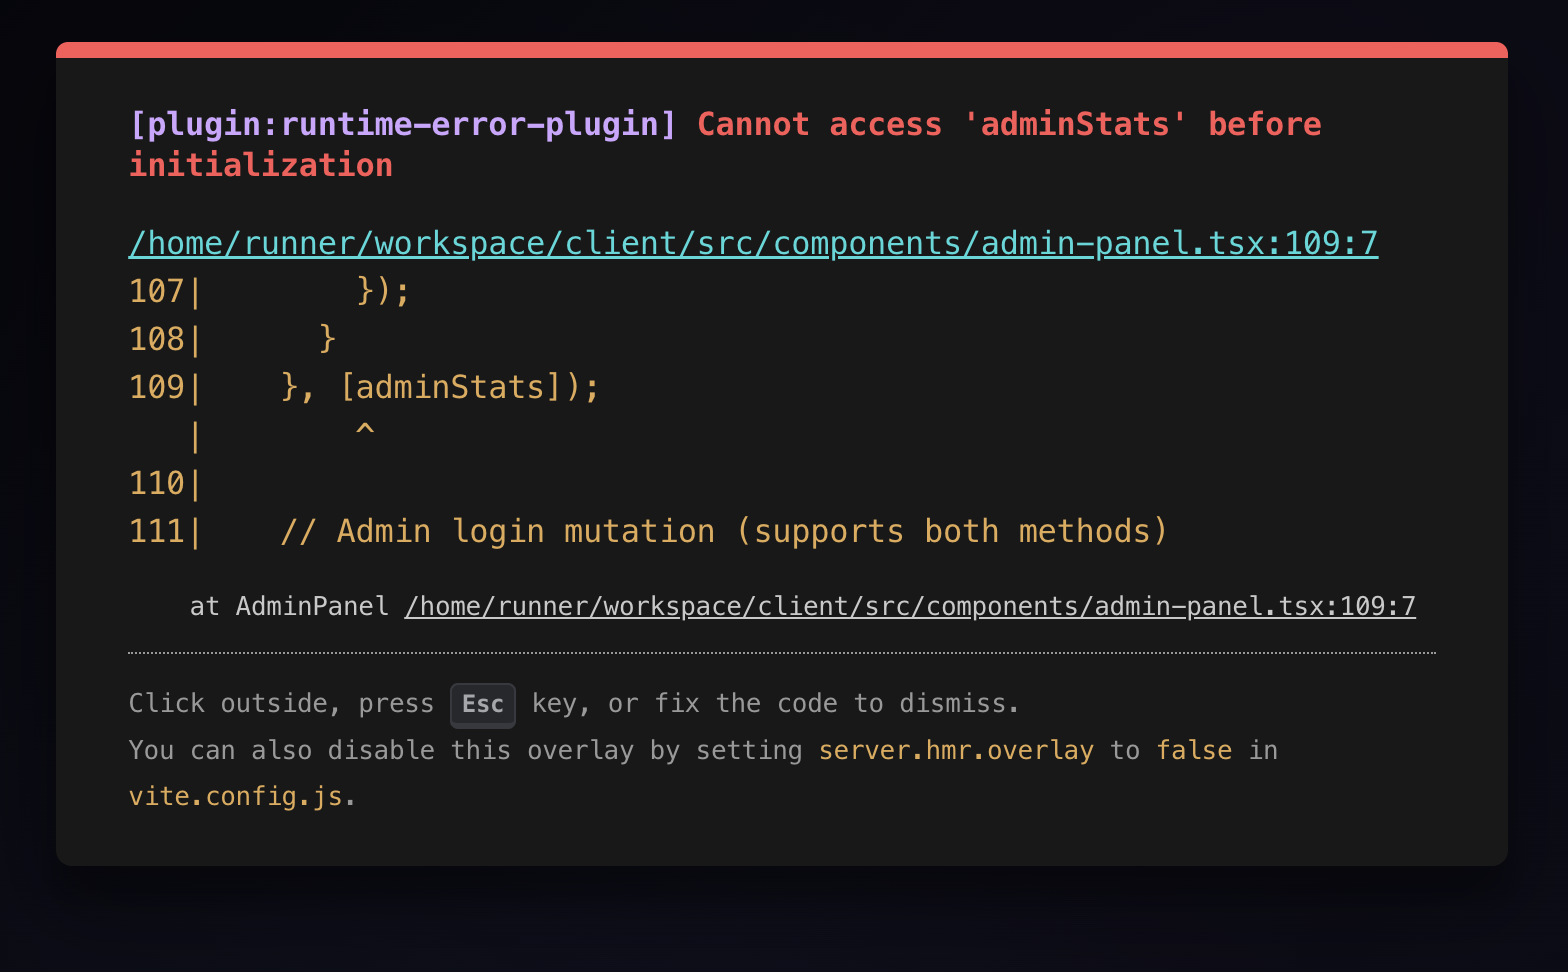 [plugin:runtime-error-plugin] Cannot access 'adminStats' before
initialization
/home/runner/workspace/client/src/components/admin-panel.tsx:109:7
107|        });
108|      }
109|    }, [adminStats]);
   |        ^
110|
111|    // Admin login mutation (supports both methods)
at AdminPanel /home/runner/workspace/client/src/components/admin-panel.tsx:109:7
Click outside, press Esc key, or fix the code to dismiss.
You can also disable this overlay by setting server.hmr.overlay to false in
vite.config.js.